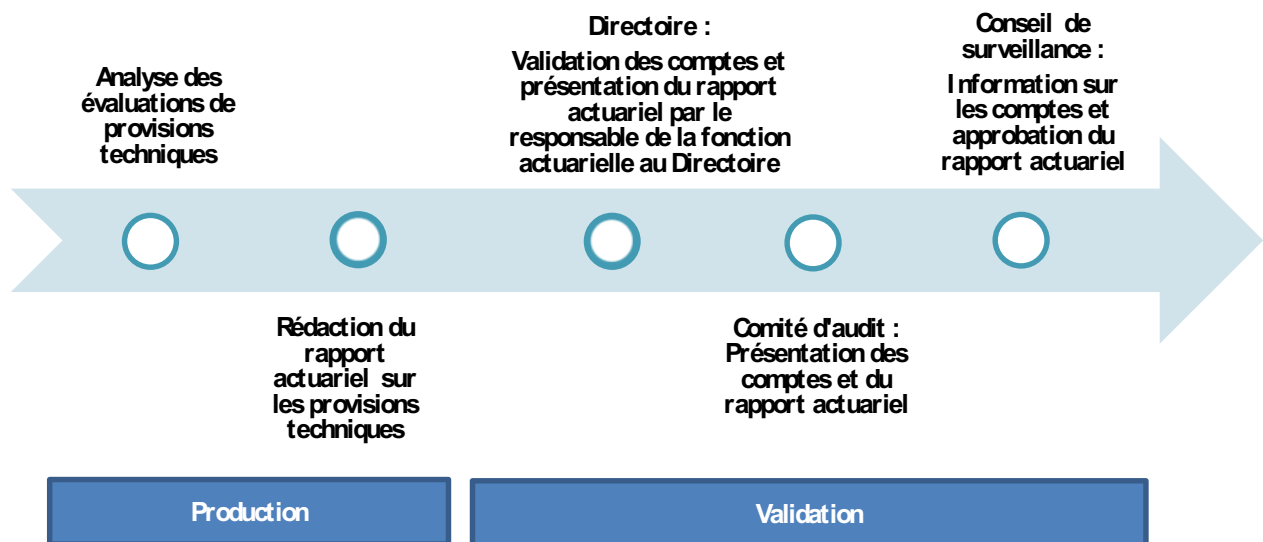 Analyse des
évaluations de
provisions
techniques
Rédaction du
rapport
actuariel sur
les provisions
techniques
Directoire :
Validation des comptes et
présentation du rapport
actuariel par le
responsable de la fonction
actuarielle au Directoire
Comité d'audit :
Présentation des
comptes et du
rapport actuariel
Conseil de
surveillance :
Information sur
les comptes et
approbation du
rapport actuariel
Production
Validation